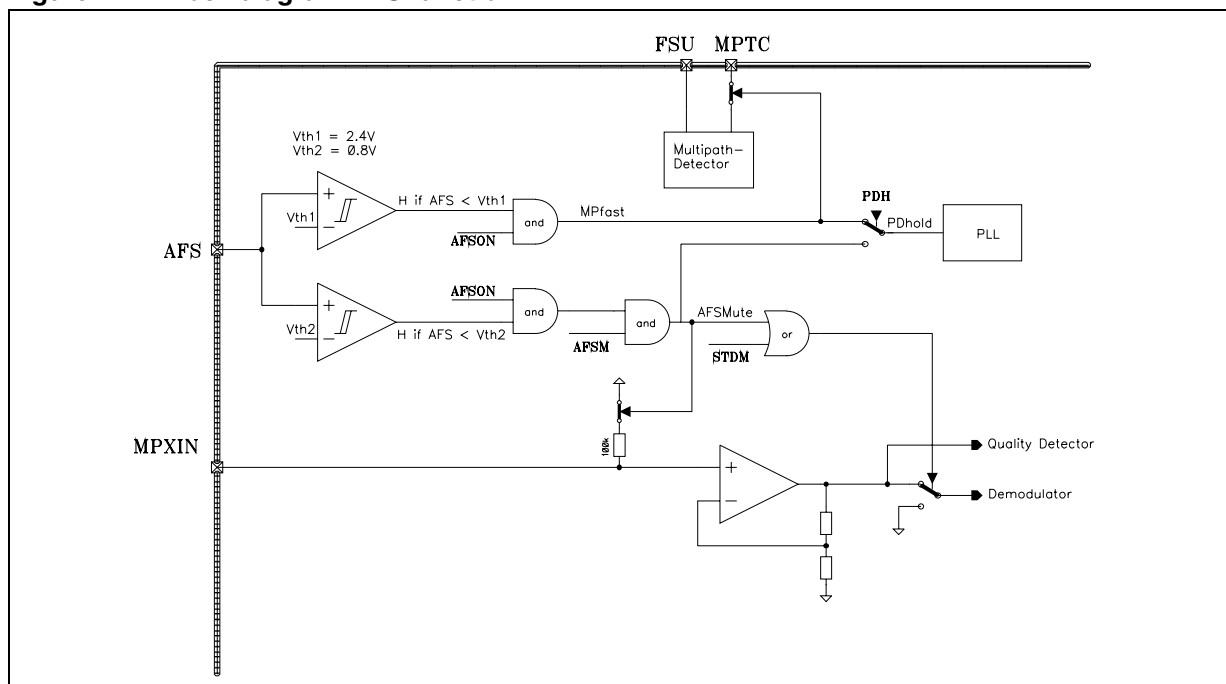 FSU MPTC
Vth1 = 2.4V
Vth2 = 0.8V
Multipath-
Detector
H if AFS < Vth1
Vth1
and
AFSON
MPfast
PDH
PDhold
PLL
AFS
AFSON
and
Vth2
H if AFS < Vth2
and
AFSM
AFSMute
or
STDM
100k
MPXIN
Quality Detector
Demodulator